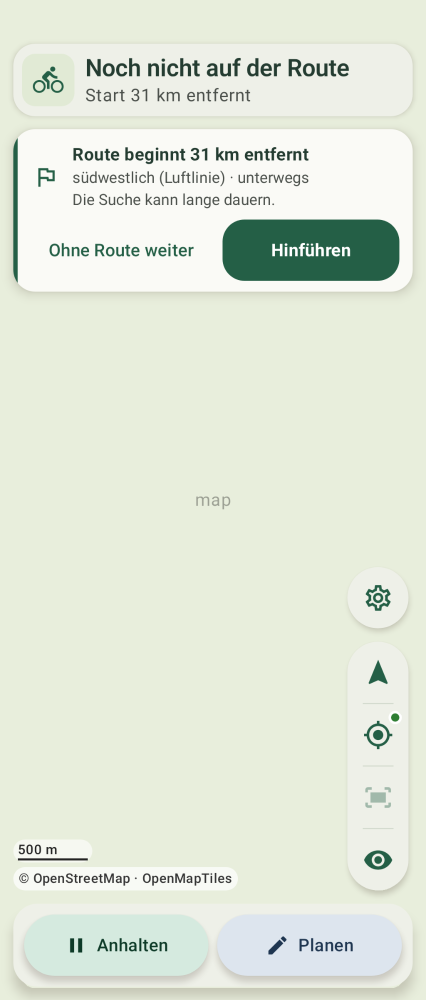 Noch nicht auf der Route
Start 31 km entfernt
Route beginnt 31 km entfernt
südwestlich (Luftlinie) · unterwegs
Die Suche kann lange dauern.
Ohne Route weiter
Hinführen
map
500 m
© OpenStreetMap · OpenMapTiles
Anhalten
Planen